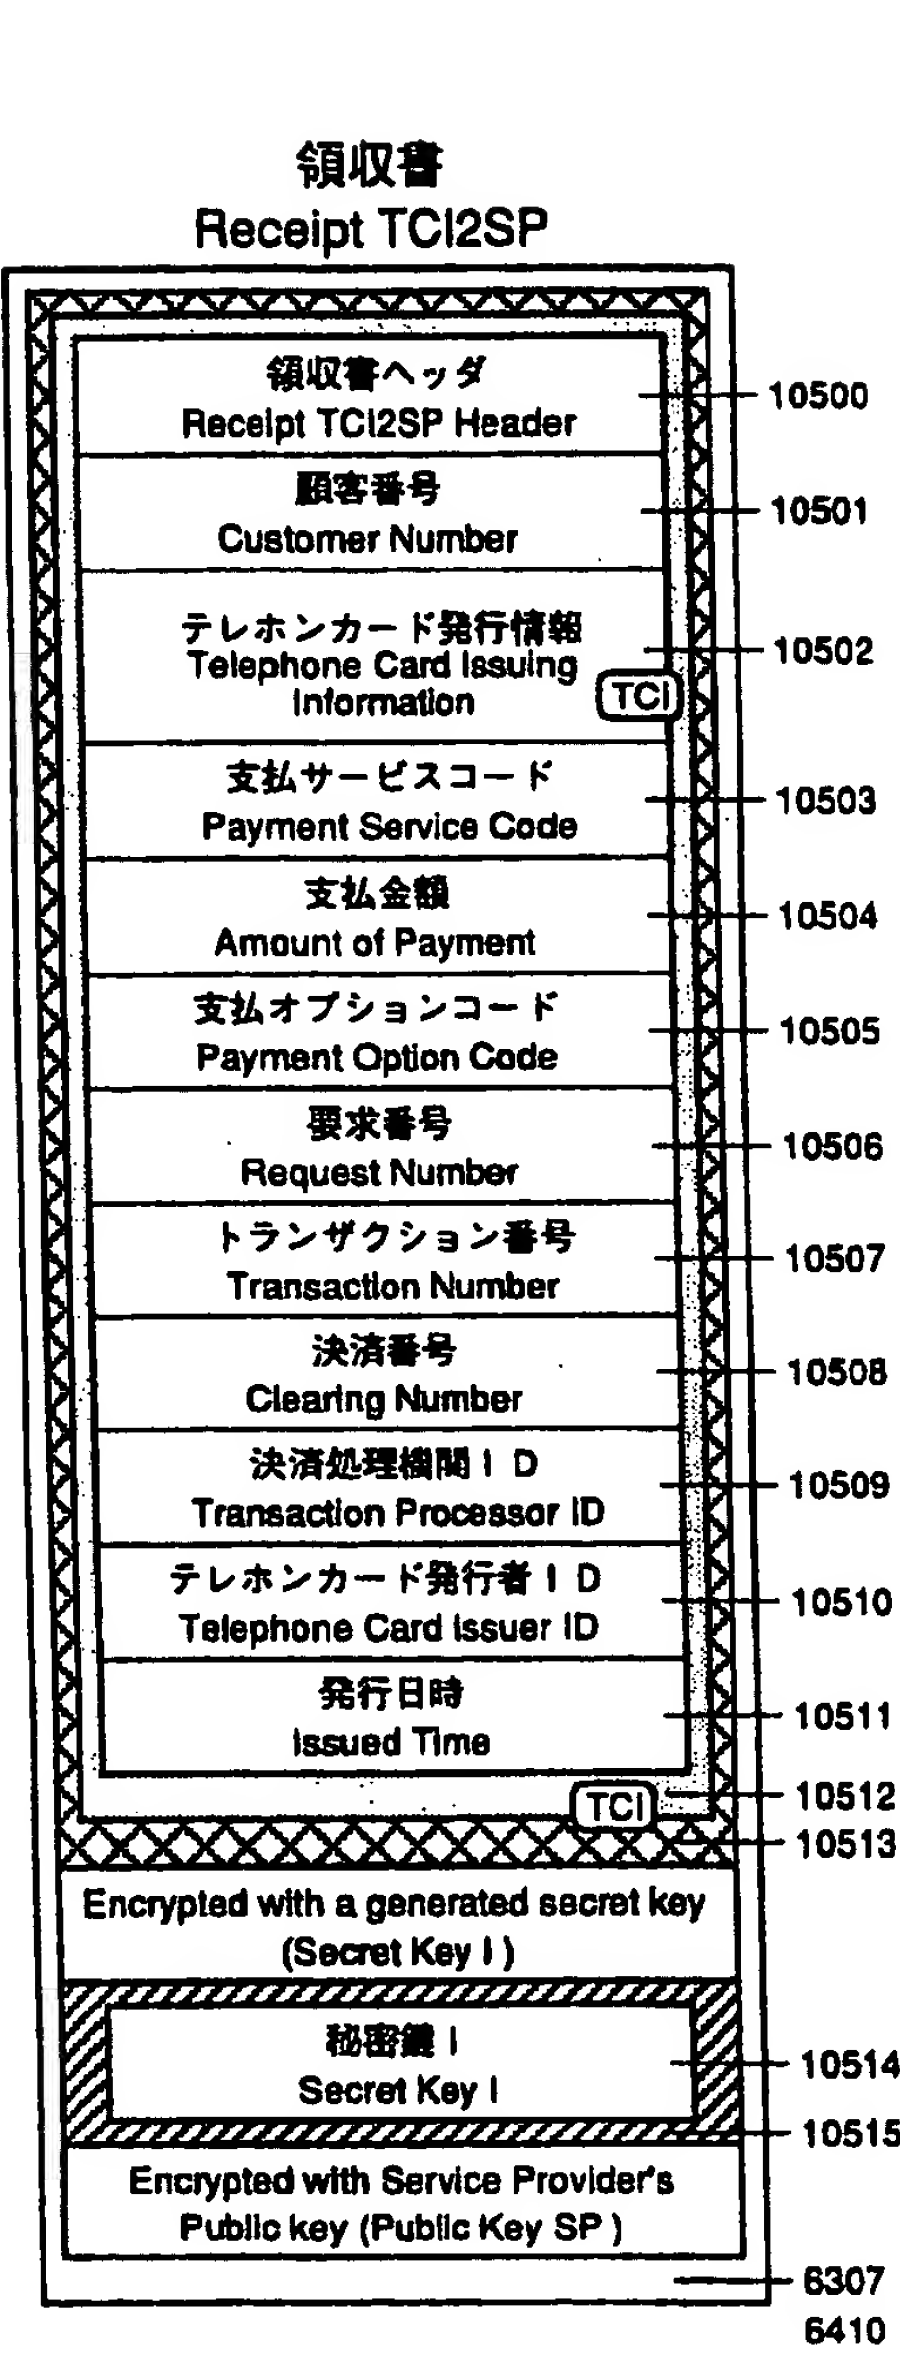 領収書
Receipt TCI2SP
領収書ヘッダ
Receipt TCI2SP Header
10500
顧客番号
Customer Number
10501
テレホンカード発行情報
Telephone Card Issuing
Information
10502
TCI
支払サービスコード
Payment Service Code
10503
支払金額
Amount of Payment
10504
支払オプションコード
Payment Option Code
10505
要求番号
Request Number
10506
トランザクション番号
Transaction Number
10507
決済番号
Clearing Number
10508
決済処理機関ID
Transaction Processor ID
10509
テレホンカード発行者ID
Telephone Card Issuer ID
10510
発行日時
Issued Time
10511
TCI
10512
10513
Encrypted with a generated secret key
(Secret Key I)
秘密鍵I
Secret Key I
10514
10515
Encrypted with Service Provider's
Public key (Public Key SP)
6307
6410